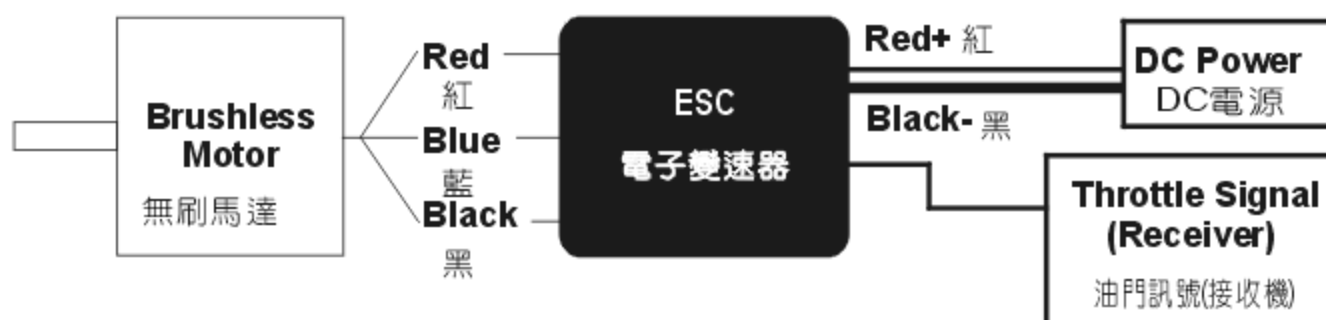 Brushless
Motor
無刷馬達
Red
紅
Blue
藍
Black
黑
ESC
電子變速器
Red+ 紅
Black- 黑
DC Power
DC電源
Throttle Signal
(Receiver)
油門訊號(接收機)